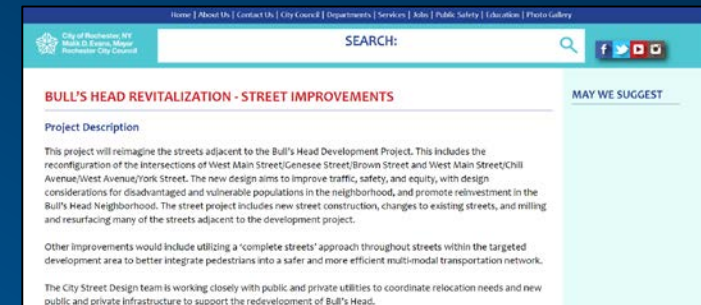 Home | About Us | Contact Us | City Council | Departments | Services | Jobs | Public Safety | Education | Photo Gallery
City of Rochester, NY
Malik D. Evans, Mayor
Rochester City Council
SEARCH:
BULL'S HEAD REVITALIZATION - STREET IMPROVEMENTS
MAY WE SUGGEST
Project Description
This project will reimagine the streets adjacent to the Bull's Head Development Project. This includes the
reconfiguration of the intersections of West Main Street/Genesee Street/Brown Street and West Main Street/Chili
Avenue/West Avenue/York Street. The new design aims to improve traffic, safety, and equity, with design
considerations for disadvantaged and vulnerable populations in the neighborhood, and promote reinvestment in the
Bull's Head Neighborhood. The street project includes new street construction, changes to existing streets, and milling
and resurfacing many of the streets adjacent to the development project.
Other improvements would include utilizing a 'complete streets' approach throughout streets within the targeted
development area to better integrate pedestrians into a safer and more efficient multi-modal transportation network.
The City Street Design team is working closely with public and private utilities to coordinate relocation needs and new
public and private infrastructure to support the redevelopment of Bull's Head.